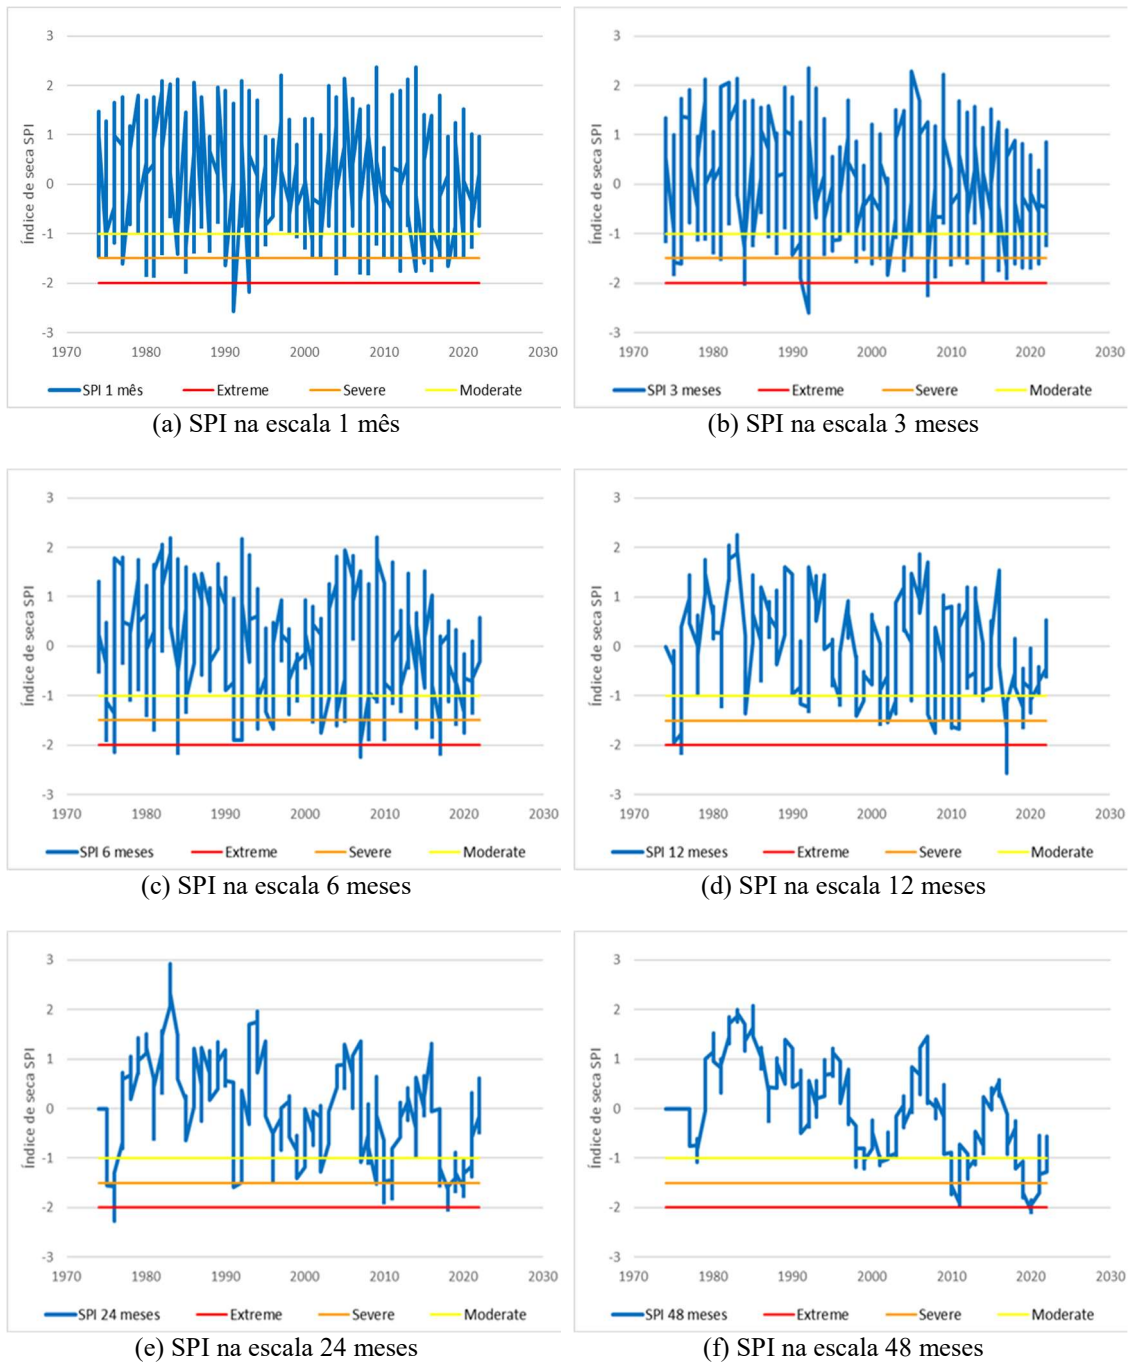 3
2
1
0
-1
-2
-3
Índice de seca SPI
1970 1980 1990 2000 2010 2020 2030
SPI 1 mês Extreme Severe Moderate
(a) SPI na escala 1 mês
3
2
1
0
-1
-2
-3
Índice de seca SPI
1970 1980 1990 2000 2010 2020 2030
SPI 3 meses Extreme Severe Moderate
(b) SPI na escala 3 meses
3
2
1
0
-1
-2
-3
Índice de seca SPI
1970 1980 1990 2000 2010 2020 2030
SPI 6 meses Extreme Severe Moderate
(c) SPI na escala 6 meses
3
2
1
0
-1
-2
-3
Índice de seca SPI
1970 1980 1990 2000 2010 2020 2030
SPI 12 meses Extreme Severe Moderate
(d) SPI na escala 12 meses
3
2
1
0
-1
-2
-3
Índice de seca SPI
1970 1980 1990 2000 2010 2020 2030
SPI 24 meses Extreme Severe Moderate
(e) SPI na escala 24 meses
3
2
1
0
-1
-2
-3
Índice de seca SPI
1970 1980 1990 2000 2010 2020 2030
SPI 48 meses Extreme Severe Moderate
(f) SPI na escala 48 meses